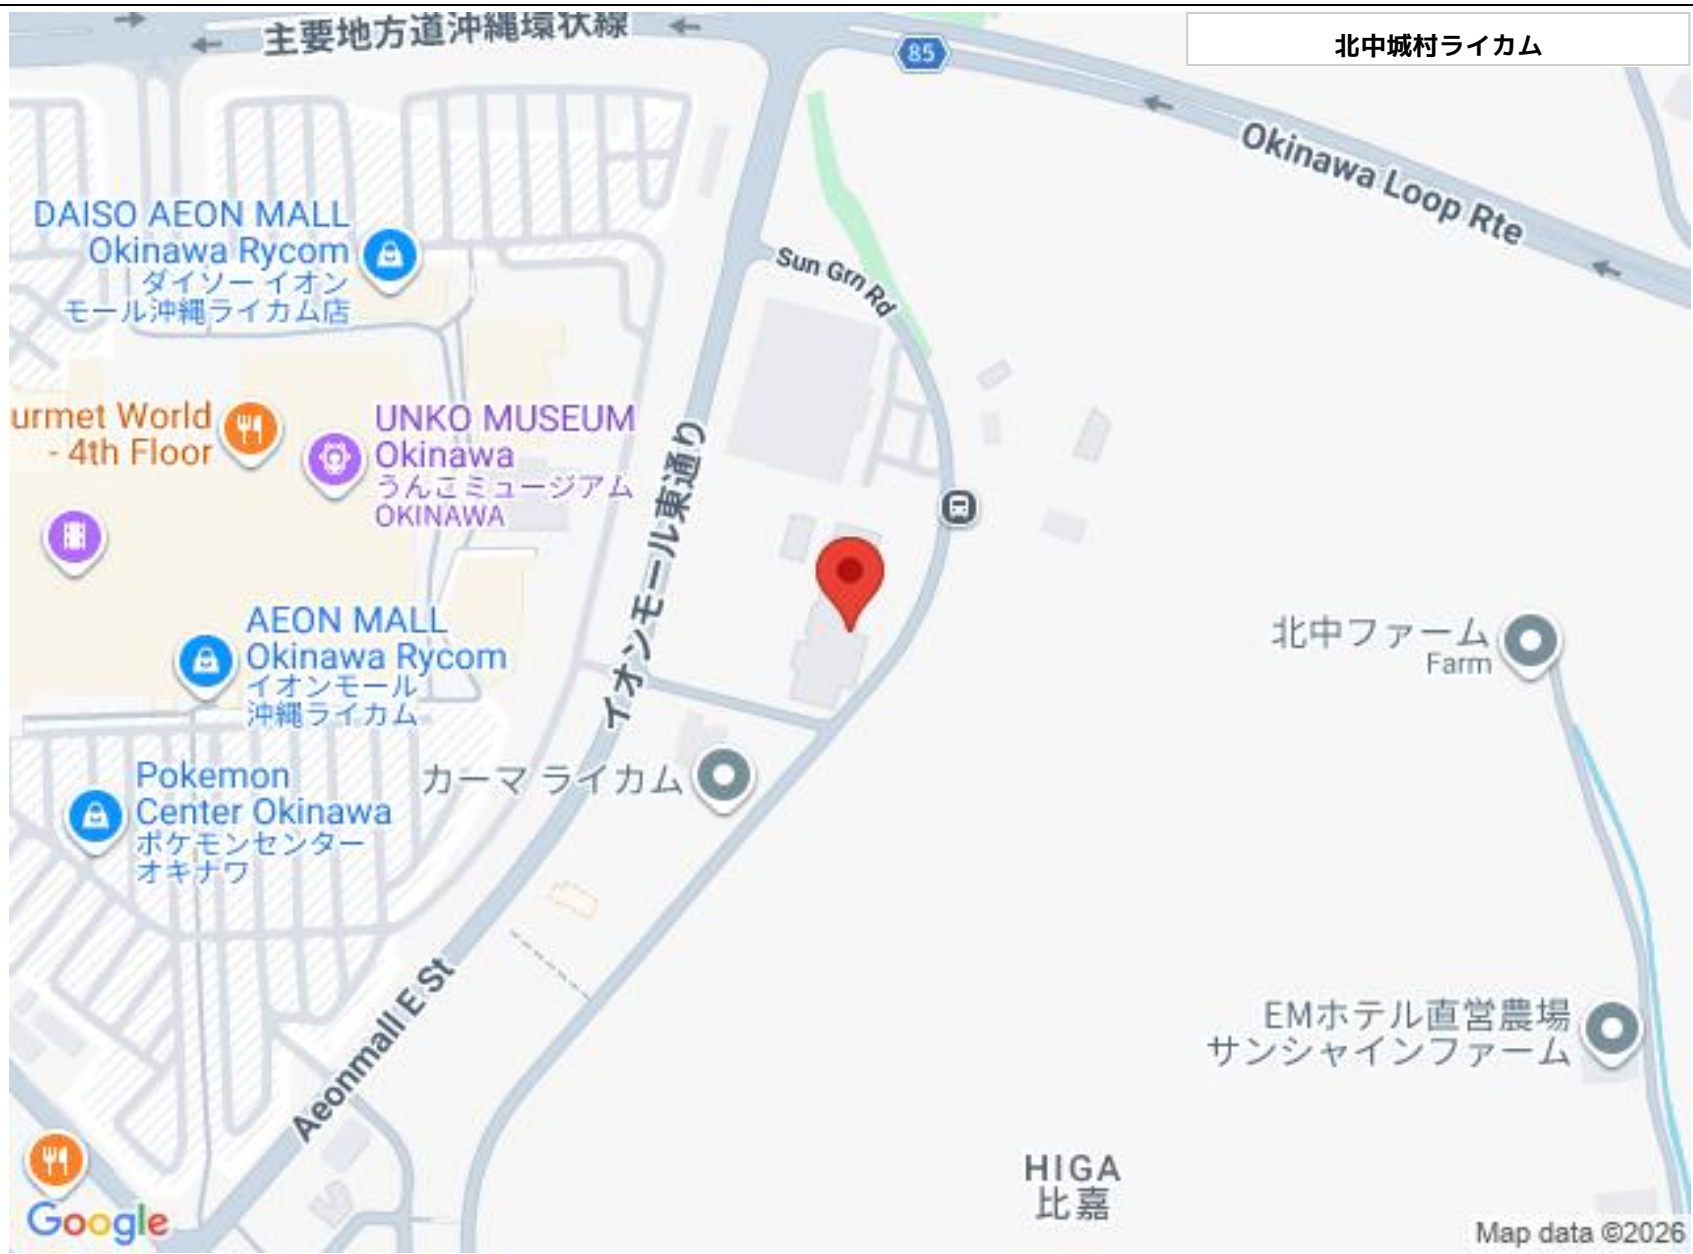 主要地方道沖縄環状線
85
北中城村ライカム
Okinawa Loop Rte
DAISO AEON MALL
Okinawa Rycom
ダイソー イオン
モール沖縄ライカム店
Sun Grn Rd
urmet World
- 4th Floor
UNKO MUSEUM
Okinawa
うんこミュージアム
OKINAWA
イオンモール東通り
AEON MALL
Okinawa Rycom
イオンモール
沖縄ライカム
北中ファーム
Farm
カーマ ライカム
Pokemon
Center Okinawa
ポケモンセンター
オキナワ
Aeonmall E St
EMホテル直営農場
サンシャインファーム
HIGA
比嘉
Google
Map data ©2026